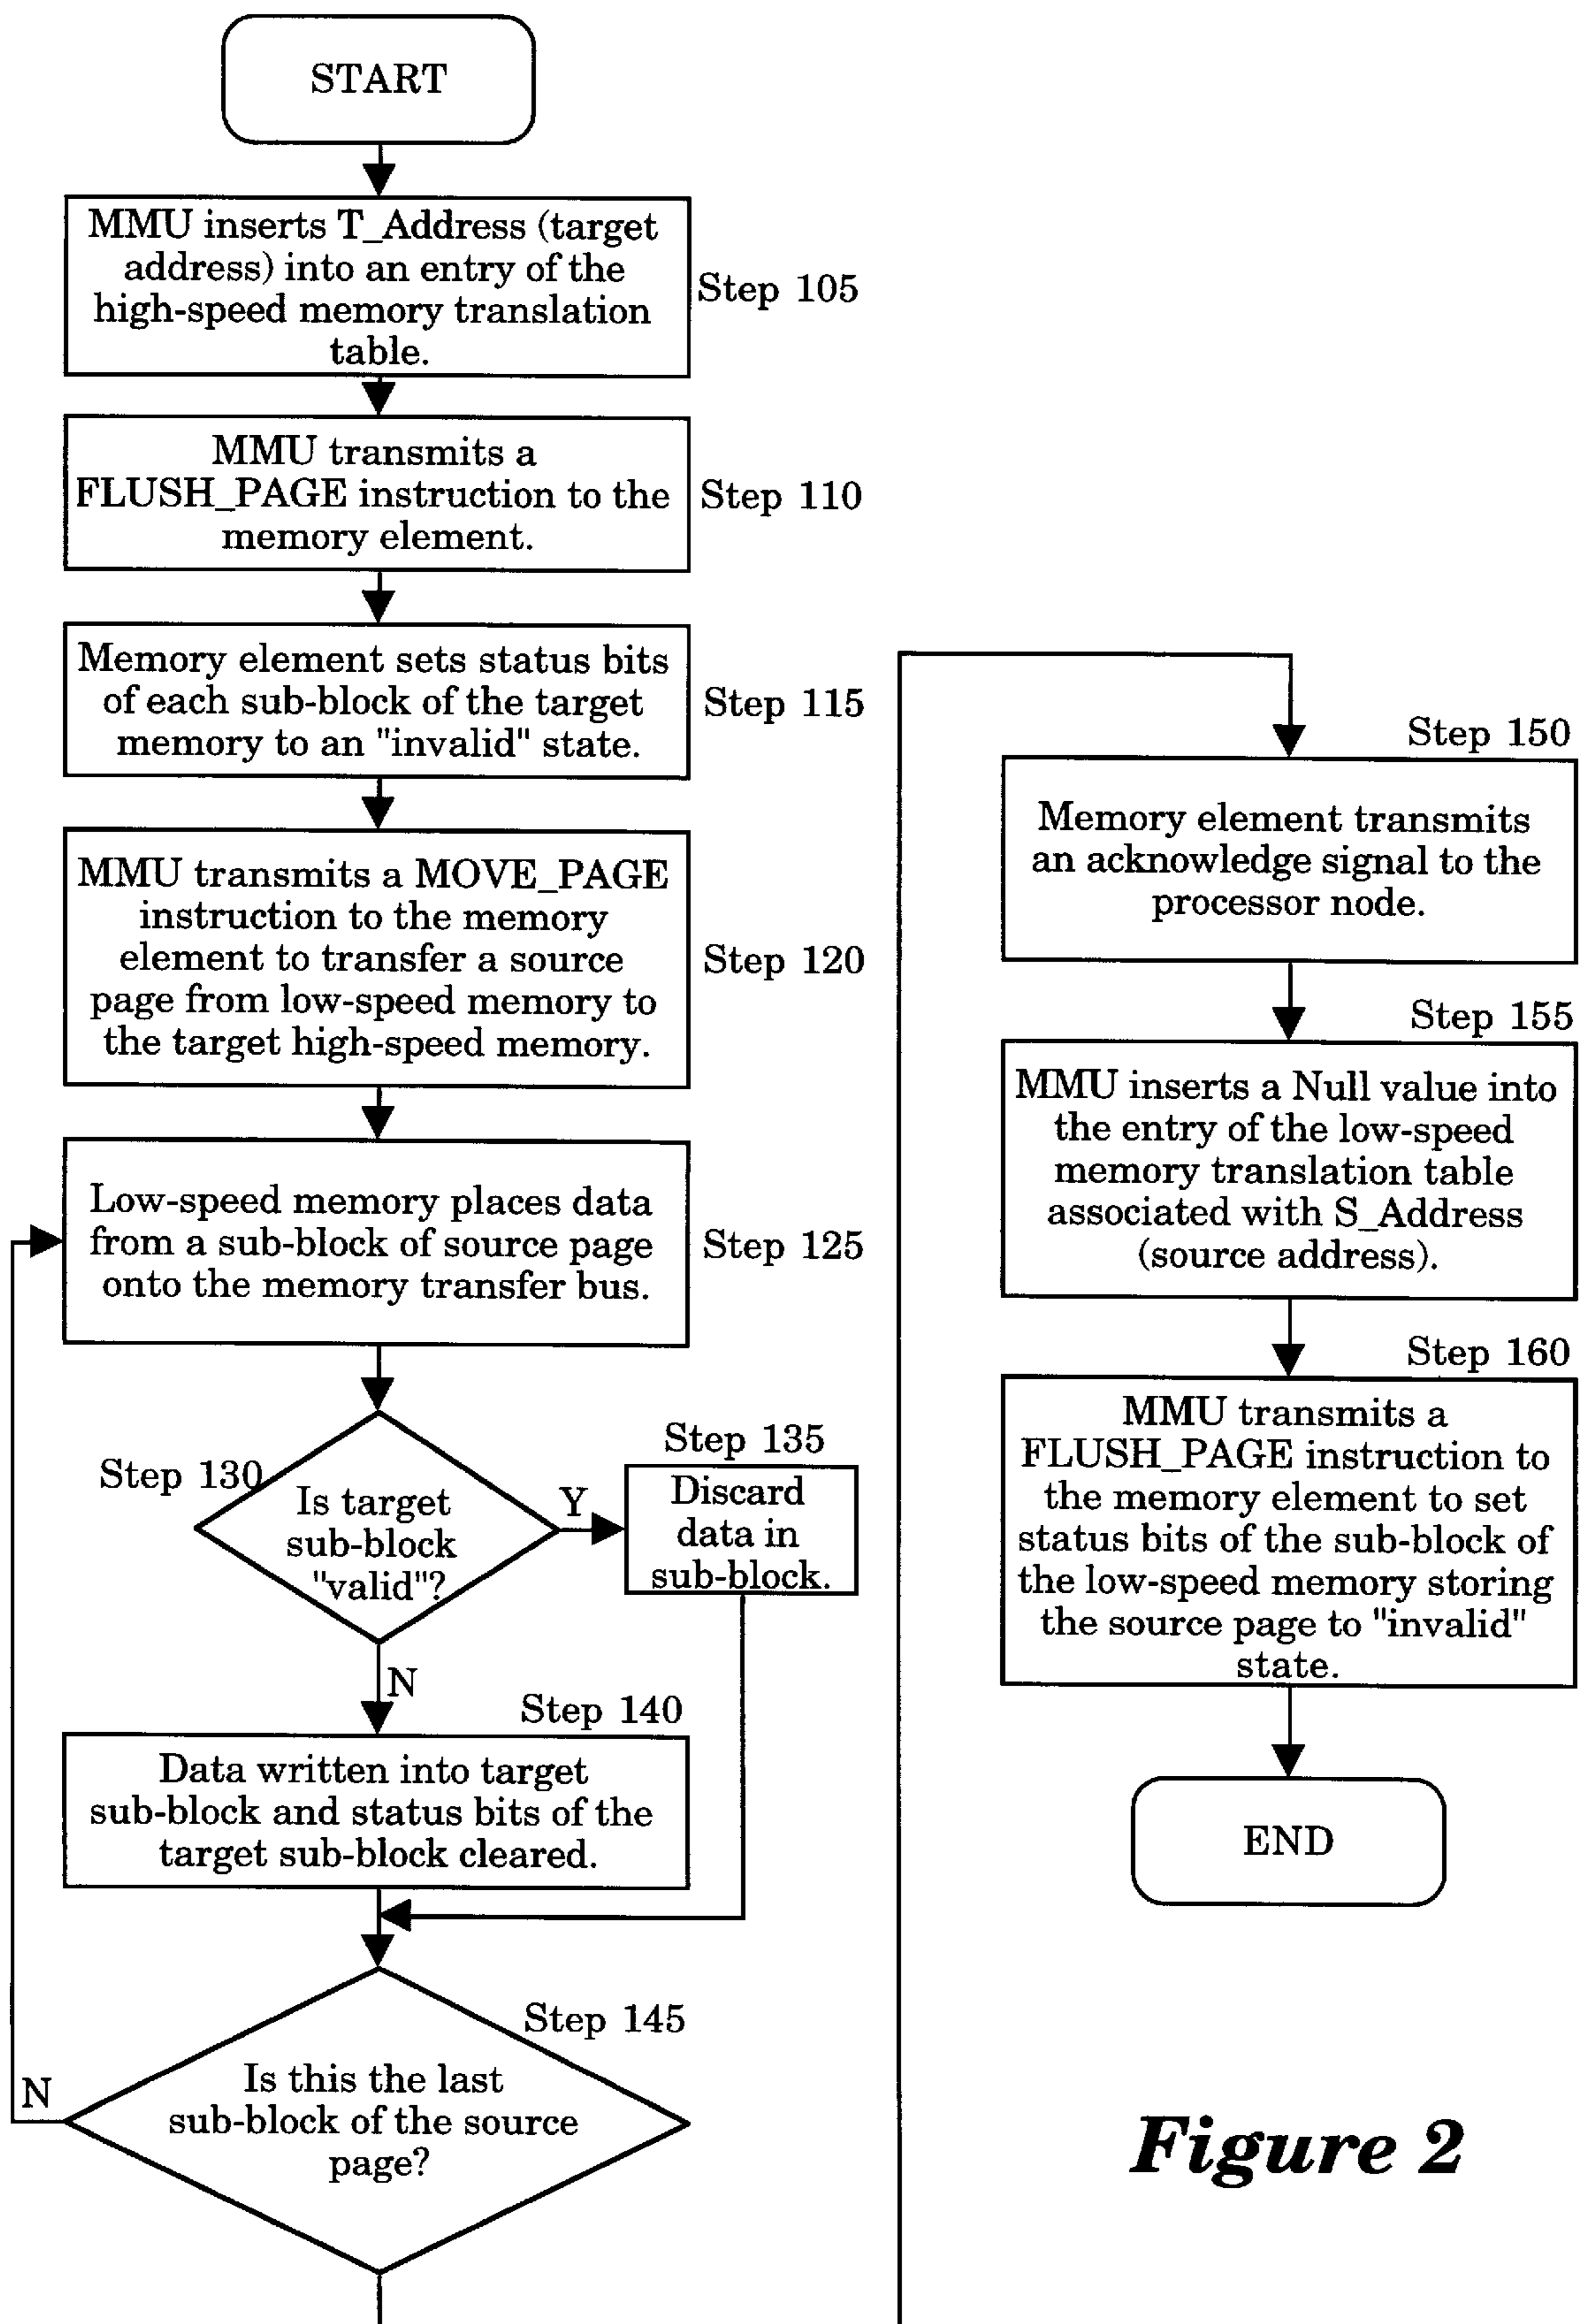 START
MMU inserts T_Address (target
address) into an entry of the
high-speed memory translation
table.
Step 105
MMU transmits a
FLUSH_PAGE instruction to the
memory element.
Step 110
Memory element sets status bits
of each sub-block of the target
memory to an "invalid" state.
Step 115
MMU transmits a MOVE_PAGE
instruction to the memory
element to transfer a source
page from low-speed memory to
the target high-speed memory.
Step 120
Low-speed memory places data
from a sub-block of source page
onto the memory transfer bus.
Step 125
Step 130
Is target
sub-block
"valid"?
Y
Step 135
Discard
data in
sub-block.
N
Step 140
Data written into target
sub-block and status bits of the
target sub-block cleared.
Step 145
Is this the last
sub-block of the source
page?
N
Step 150
Memory element transmits
an acknowledge signal to the
processor node.
Step 155
MMU inserts a Null value into
the entry of the low-speed
memory translation table
associated with S_Address
(source address).
Step 160
MMU transmits a
FLUSH_PAGE instruction to
the memory element to set
status bits of the sub-block of
the low-speed memory storing
the source page to "invalid"
state.
END
Figure 2